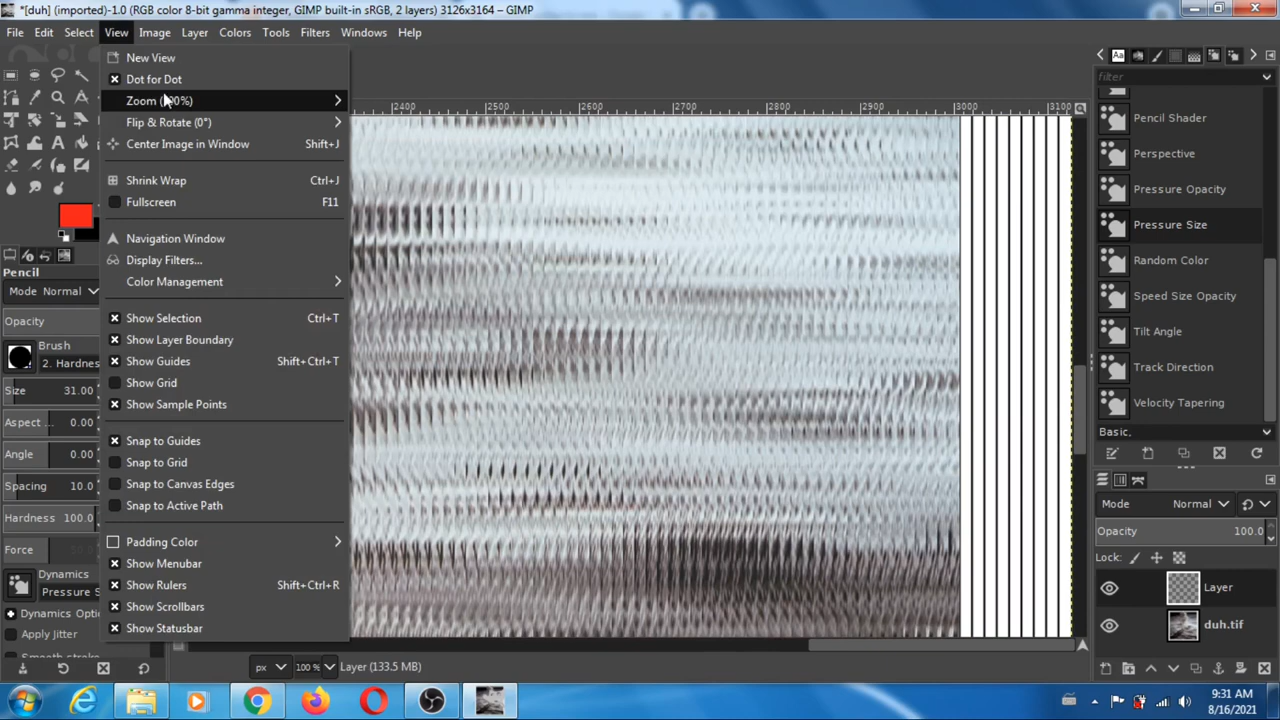 *[duh] (imported)-1.0 (RGB color 8-bit gamma integer, GIMP built-in sRGB, 2 layers) 3126x3164 – GIMP
File Edit Select View Image Layer Colors Tools Filters Windows Help
New View
Dot for Dot
Zoom
Flip & Rotate (0°)
Center Image in Window Shift+J
Shrink Wrap Ctrl+J
Fullscreen F11
Navigation Window
Display Filters...
Color Management
Show Selection Ctrl+T
Show Layer Boundary
Show Guides Shift+Ctrl+T
Show Grid
Show Sample Points
Snap to Guides
Snap to Grid
Snap to Canvas Edges
Snap to Active Path
Padding Color
Show Menubar
Show Rulers Shift+Ctrl+R
Show Scrollbars
Show Statusbar
2400 2500 2600 2700 2800 2900 3000 3100
Pencil
Mode Normal
Opacity
Brush
2. Hardness
Size 31.00
Aspect ... 0.00
Angle 0.00
Spacing 10.0
Hardness 100.0
Force
Dynamics
Pressure S
Dynamics Optio
Apply Jitter
px 100 % Layer (133.5 MB)
Aa
filter
Pencil Shader
Perspective
Pressure Opacity
Pressure Size
Random Color
Speed Size Opacity
Tilt Angle
Track Direction
Velocity Tapering
Basic,
Mode Normal
Opacity 100.0
Lock:
Layer
duh.tif
9:31 AM
8/16/2021